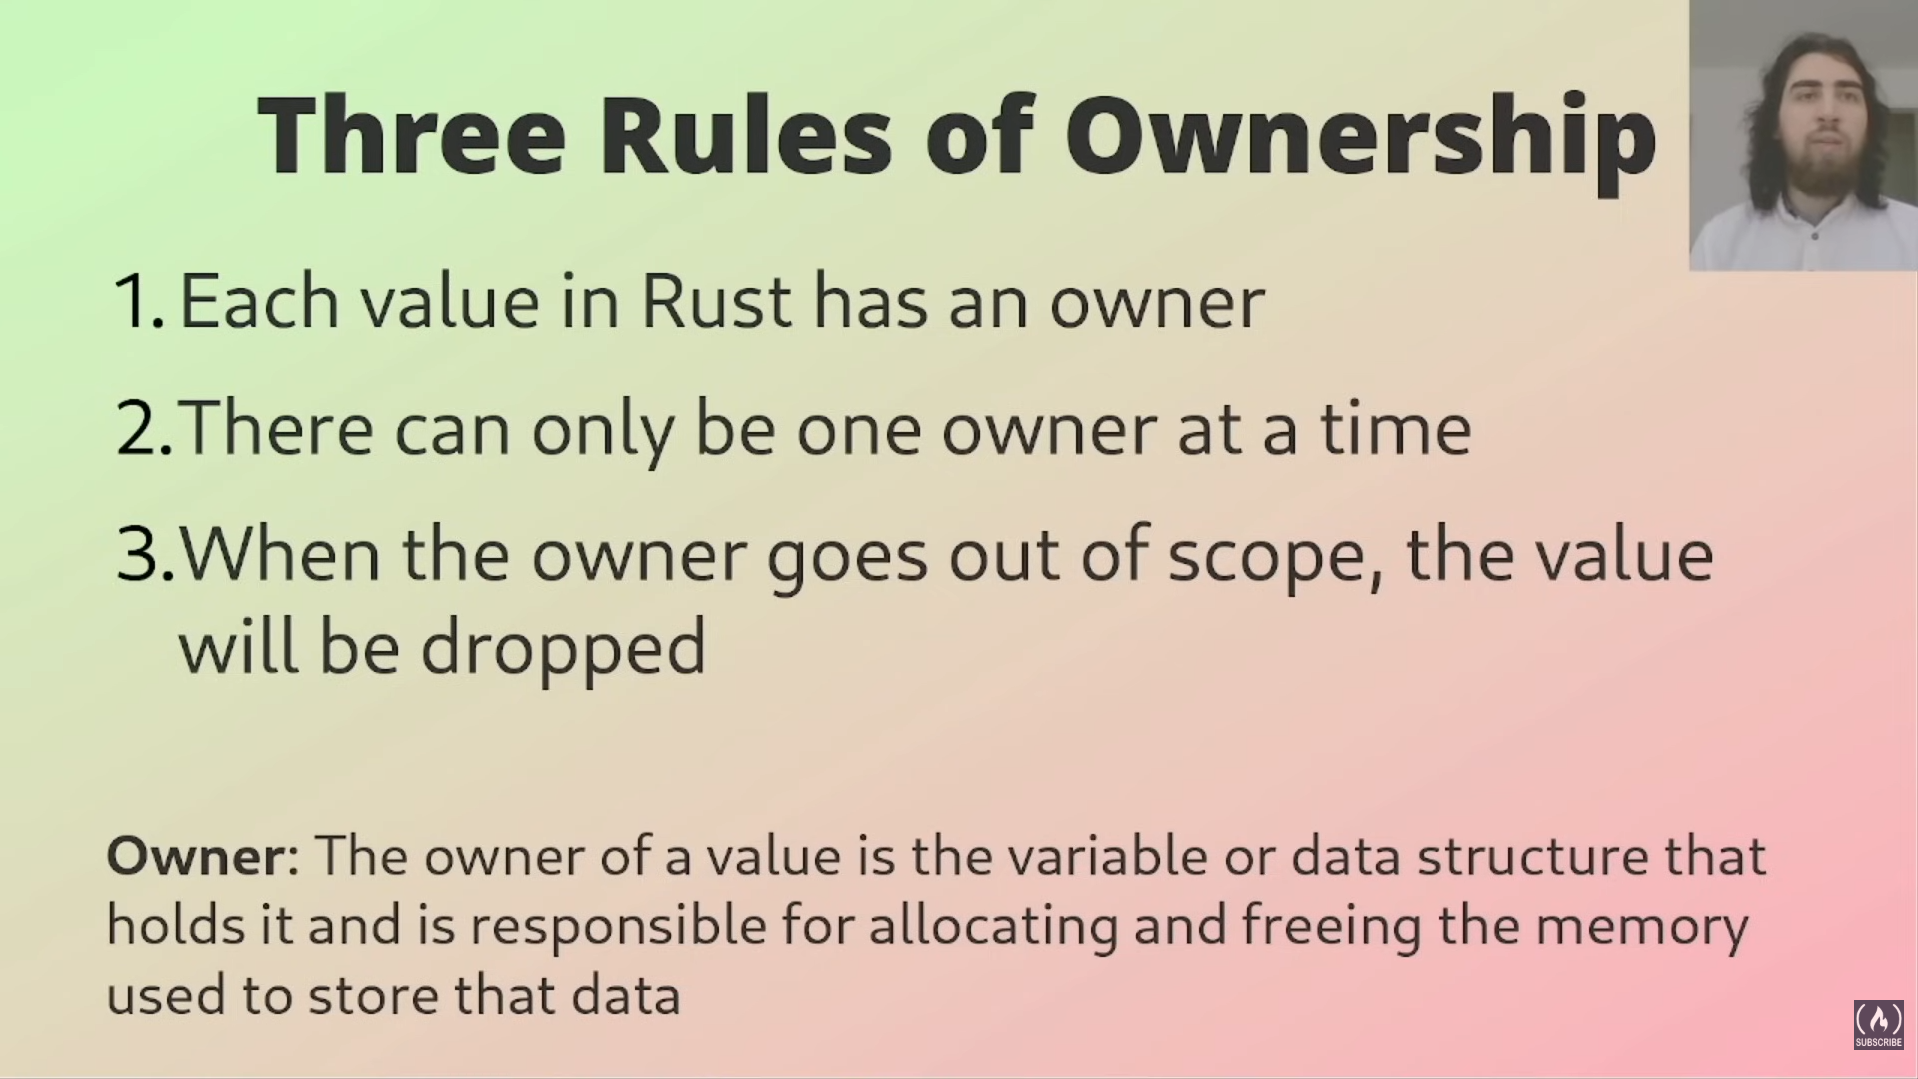 Three Rules of Ownership
1. Each value in Rust has an owner
2. There can only be one owner at a time
3. When the owner goes out of scope, the value
will be dropped
Owner: The owner of a value is the variable or data structure that
holds it and is responsible for allocating and freeing the memory
used to store that data
SUBSCRIBE